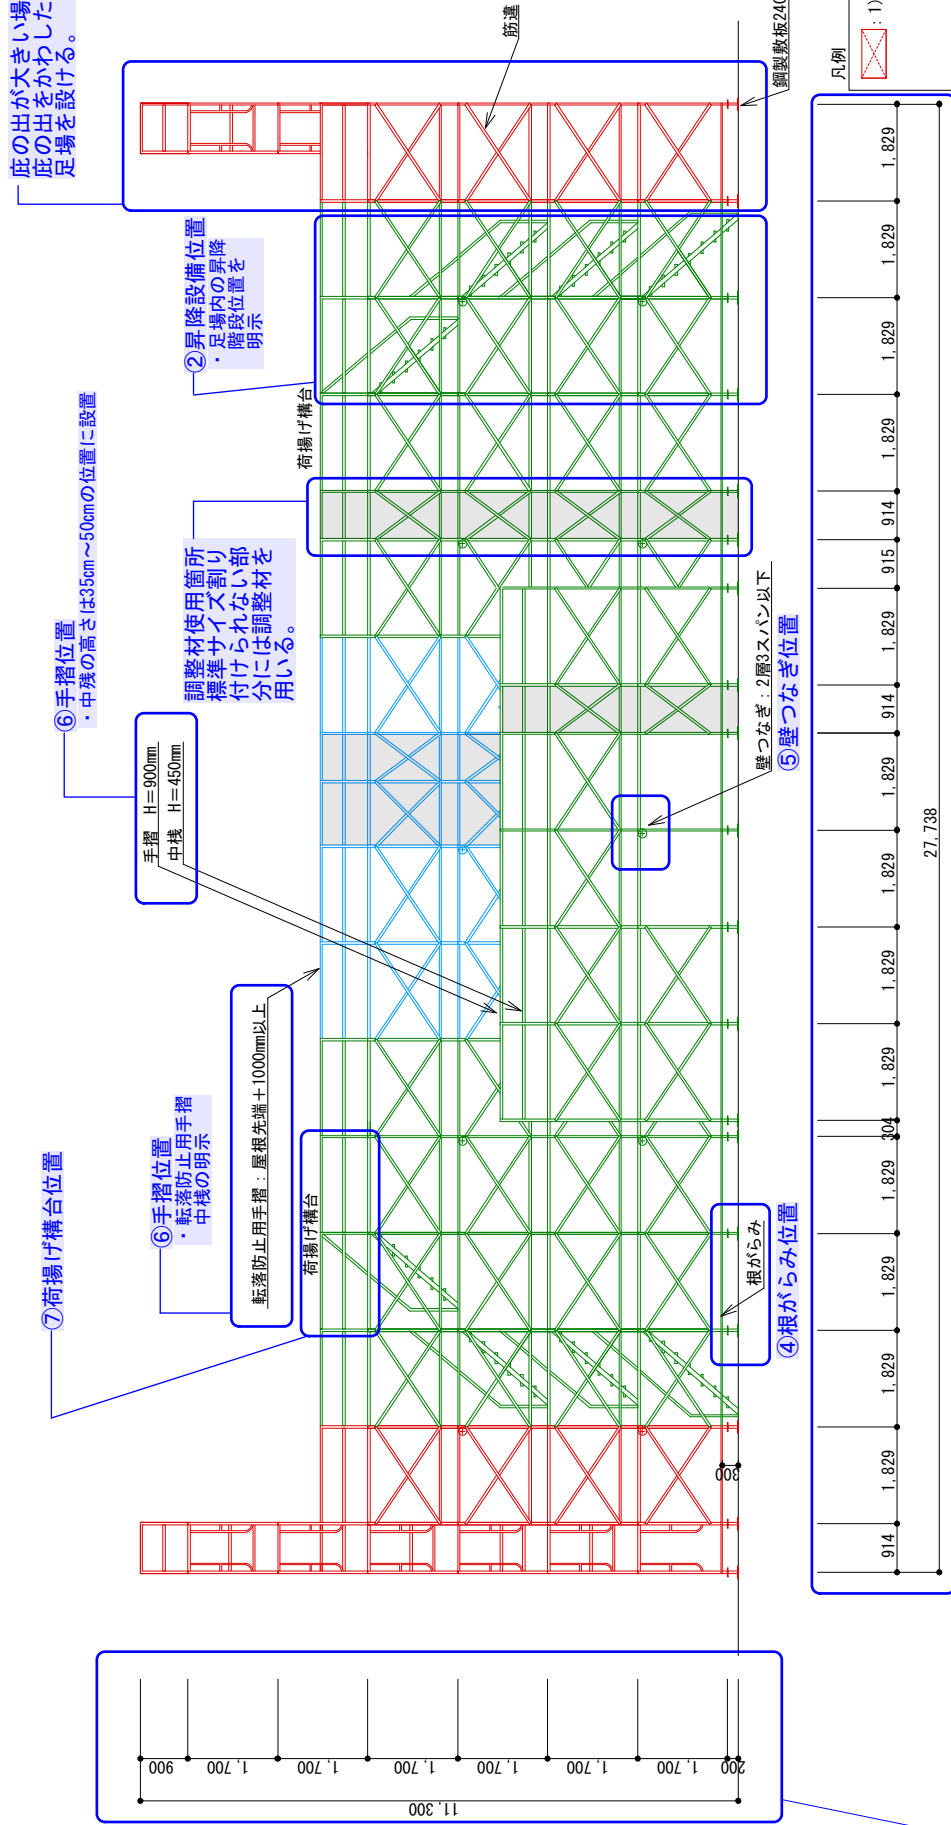 庇の出が大きい場
庇の出をかわした
足場を設ける。
筋違
鋼製敷板240
凡例
: 1)
②昇降設備位置
・足場内の昇降
階段位置を
明示
荷揚げ構台
⑥手摺位置
・中残の高さは35cm～50cmの位置に設置
調整材使用箇所
標準サイズ割り
付けられない部
分には調整材を
用いる。
手摺 H=900mm
中桟 H=450mm
壁つなぎ：2層3スパン以下
⑤壁つなぎ位置
⑦荷揚げ構台位置
⑥手摺位置
・転落防止用手摺
中桟の明示
転落防止用手摺：屋根先端＋1000mm以上
荷揚げ構台
根がらみ
④根がらみ位置
300
914
1,829
1,829
1,829
1,829
304
1,829
1,829
1,829
1,829
914
1,829
915
914
1,829
1,829
1,829
1,829
27,738
900
1,700
1,700
1,700
1,700
1,700
1,700
200
11,300